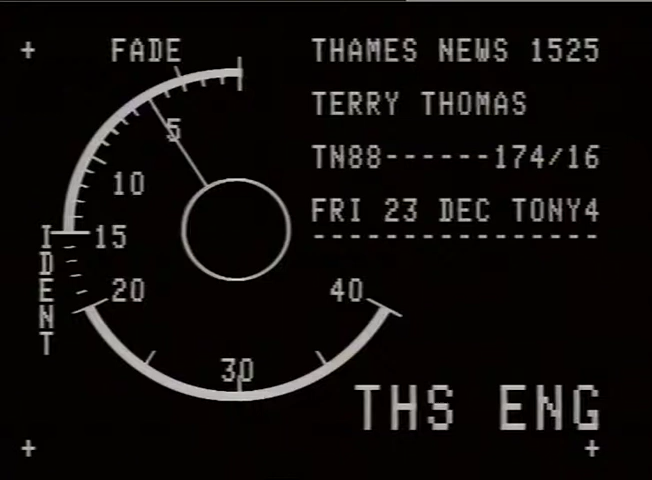 FADE
THAMES NEWS 1525
TERRY THOMAS
TN88------174/16
FRI 23 DEC TONY4
----------------
5
10
15
20
30
40
IDENT
THS ENG